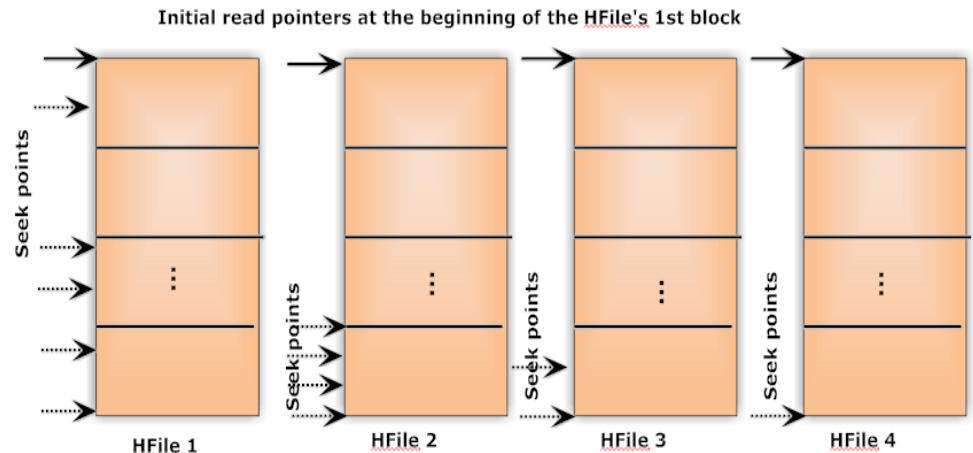 Initial read pointers at the beginning of the HFile's 1st block
Seek points
Seek points
Seek points
Seek points
⋮
⋮
⋮
⋮
HFile 1
HFile 2
HFile 3
HFile 4